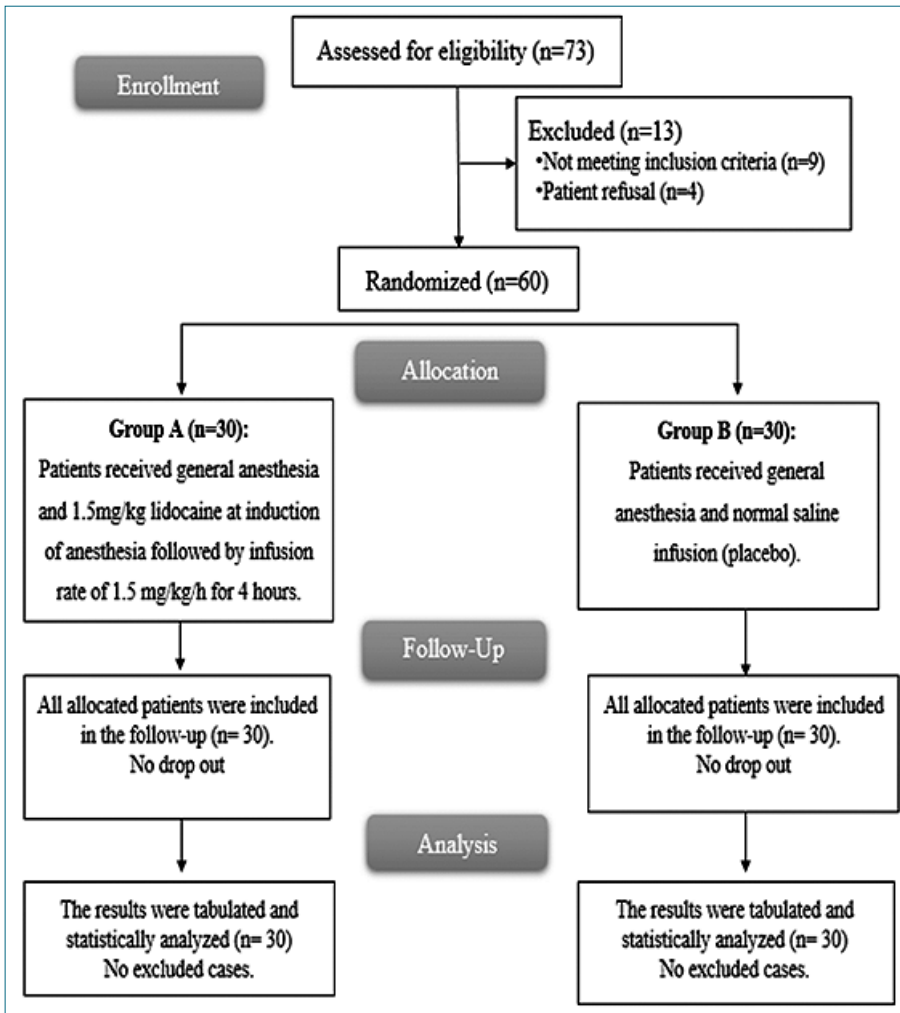 Assessed for eligibility (n=73)
Enrollment
Excluded (n=13)
•Not meeting inclusion criteria (n=9)
•Patient refusal (n=4)
Randomized (n=60)
Allocation
Group A (n=30):
Patients received general anesthesia
and 1.5mg/kg lidocaine at induction
of anesthesia followed by infusion
rate of 1.5 mg/kg/h for 4 hours.
Group B (n=30):
Patients received general
anesthesia and normal saline
infusion (placebo).
Follow-Up
All allocated patients were included
in the follow-up (n= 30).
No drop out
All allocated patients were included
in the follow-up (n= 30).
No drop out
Analysis
The results were tabulated and
statistically analyzed (n= 30)
No excluded cases.
The results were tabulated and
statistically analyzed (n= 30)
No excluded cases.